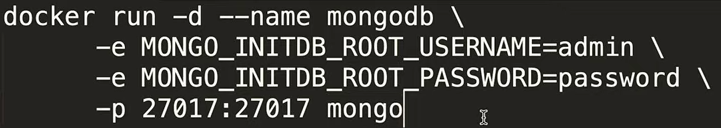 docker run -d --name mongodb \
-e MONGO_INITDB_ROOT_USERNAME=admin \
-e MONGO_INITDB_ROOT_PASSWORD=password \
-p 27017:27017 mongo